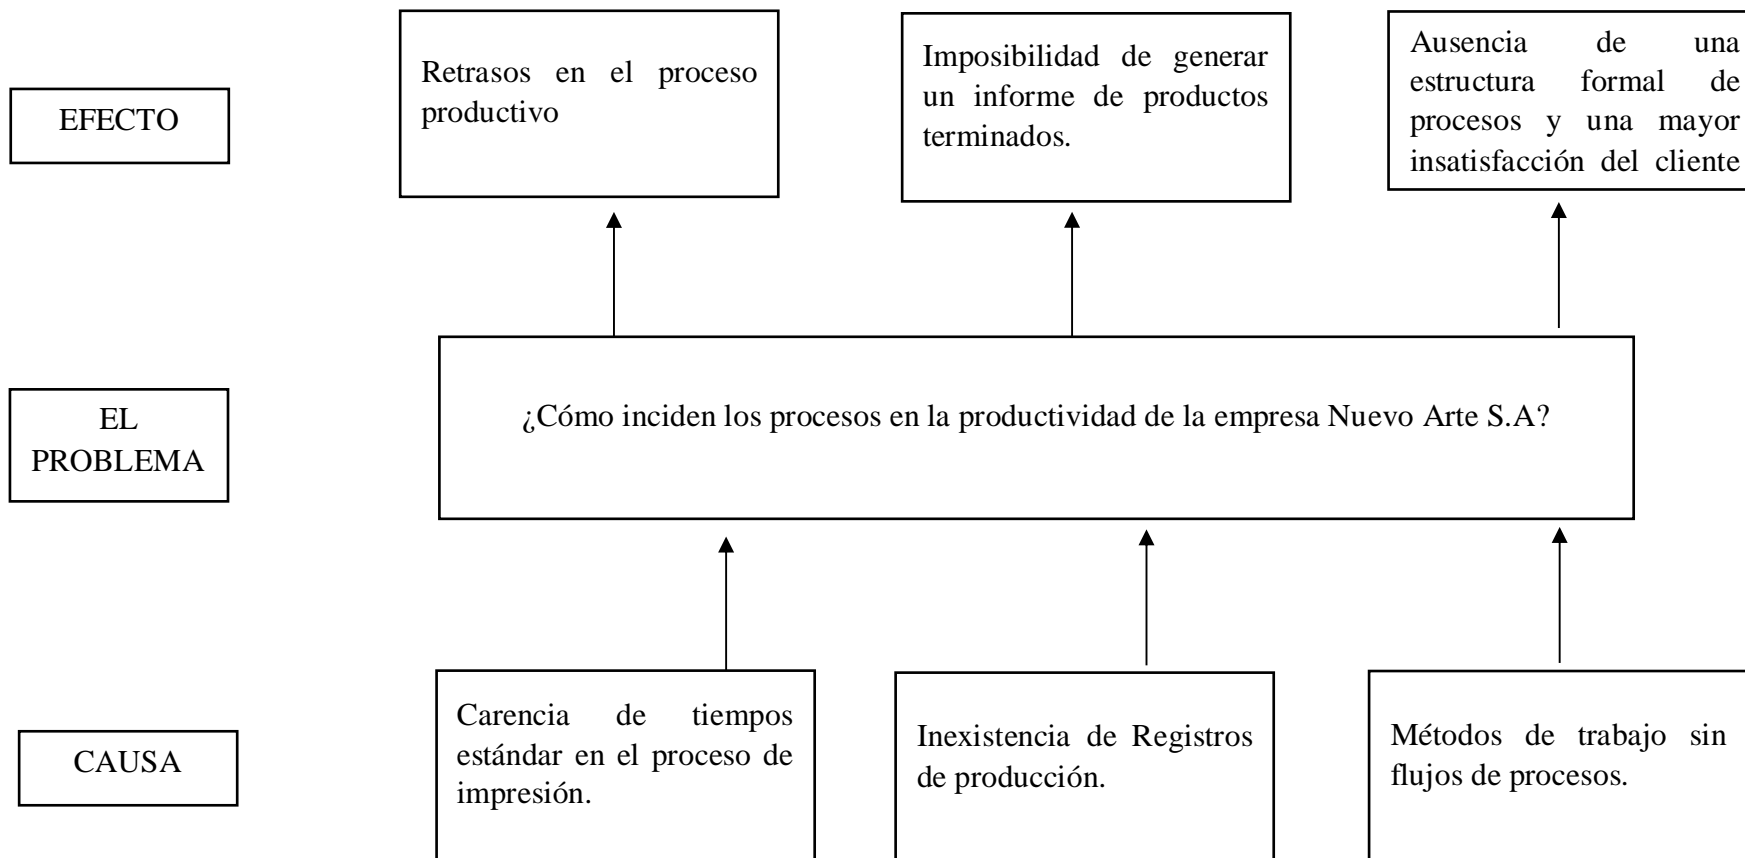 EFECTO
Retrasos en el proceso
productivo
Imposibilidad de generar
un informe de productos
terminados.
Ausencia de una
estructura formal de
procesos y una mayor
insatisfacción del cliente
EL
PROBLEMA
¿Cómo inciden los procesos en la productividad de la empresa Nuevo Arte S.A?
CAUSA
Carencia de tiempos
estándar en el proceso de
impresión.
Inexistencia de Registros
de producción.
Métodos de trabajo sin
flujos de procesos.